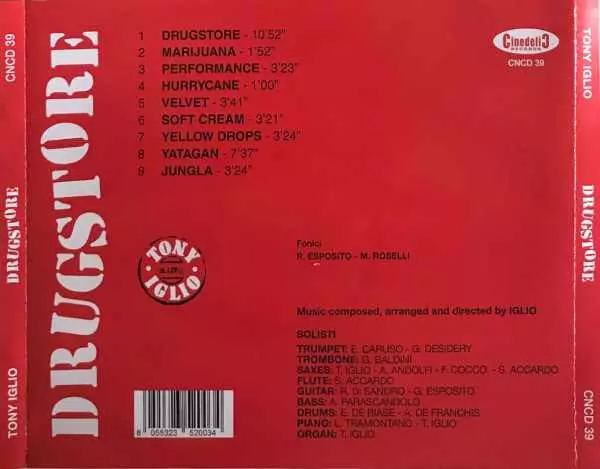 CNCD 39
DRUGSTORE
TONY IGLIO
DRUGSTORE
1 DRUGSTORE - 10'52"
2 MARIJUANA - 1'52"
3 PERFORMANCE - 3'23"
4 HURRYCANE - 1'00"
5 VELVET - 3'41"
6 SOFT CREAM - 3'21"
7 YELLOW DROPS - 3'24"
8 YATAGAN - 7'37"
9 JUNGLA - 3'24"
Cinedelic
RECORDS
CNCD 39
TONY
IGLIO
Fonici
R. ESPOSITO - M. ROSELLI
Music composed, arranged and directed by IGLIO
SOLISTI
TRUMPET: E. CARUSO - G. DESIDERY
TROMBONE: G. BALDINI
SAXES: T. IGLIO - A. ANDOLFI - F. COCCO - S. ACCARDO
FLUTE: S. ACCARDO
GUITAR: R. DI SANDRO - G. ESPOSITO
BASS: A. PARASCANDOLO
DRUMS: E. DE BIASE - A. DE FRANCHIS
PIANO: L. TRAMONTANO - T. IGLIO
ORGAN: T. IGLIO
8 055323 520034
TONY IGLIO
DRUGSTORE
CNCD 39